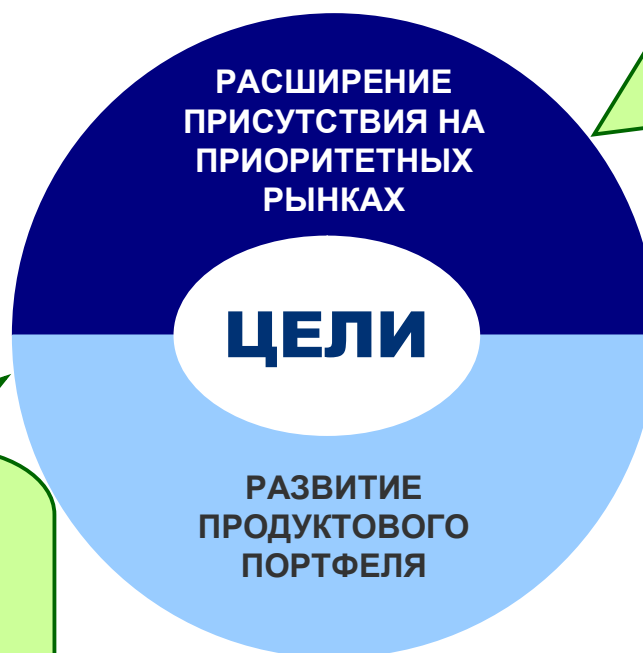 РАСШИРЕНИЕ
ПРИСУТСТВИЯ НА
ПРИОРИТЕТНЫХ
РЫНКАХ
ЦЕЛИ
РАЗВИТИЕ
ПРОДУКТОВОГО
ПОРТФЕЛЯ